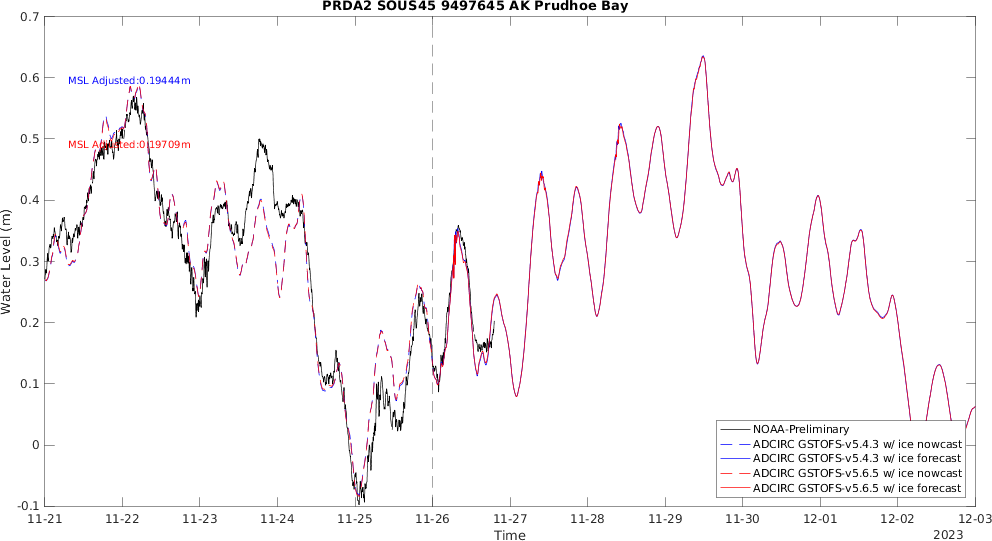 PRDA2 SOUS45 9497645 AK Prudhoe Bay
0.7
0.6
0.5
0.4
0.3
0.2
0.1
0
-0.1
Water Level (m)
MSL Adjusted:0.19444m
MSL Adjusted:0.19709m
NOAA-Preliminary
ADCIRC GSTOFS-v5.4.3 w/ ice nowcast
ADCIRC GSTOFS-v5.4.3 w/ ice forecast
ADCIRC GSTOFS-v5.6.5 w/ ice nowcast
ADCIRC GSTOFS-v5.6.5 w/ ice forecast
11-21 11-22 11-23 11-24 11-25 11-26 11-27 11-28 11-29 11-30 12-01 12-02 12-03
Time
2023